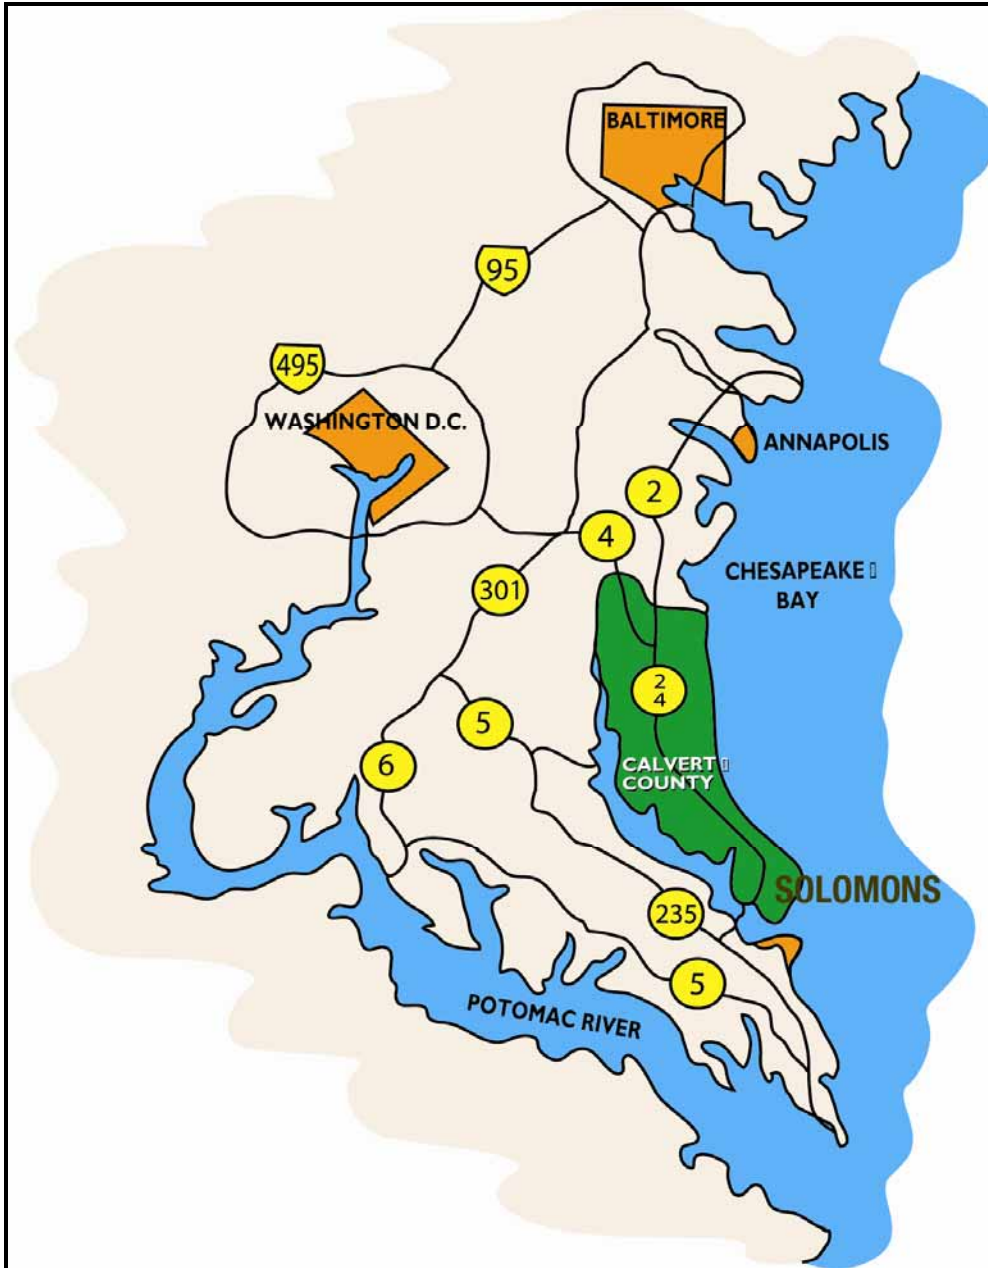 BALTIMORE
95
495
WASHINGTON D.C.
ANNAPOLIS
2
4
CHESAPEAKE
BAY
301
2
4
5
6
CALVERT
COUNTY
SOLOMONS
235
5
POTOMAC RIVER